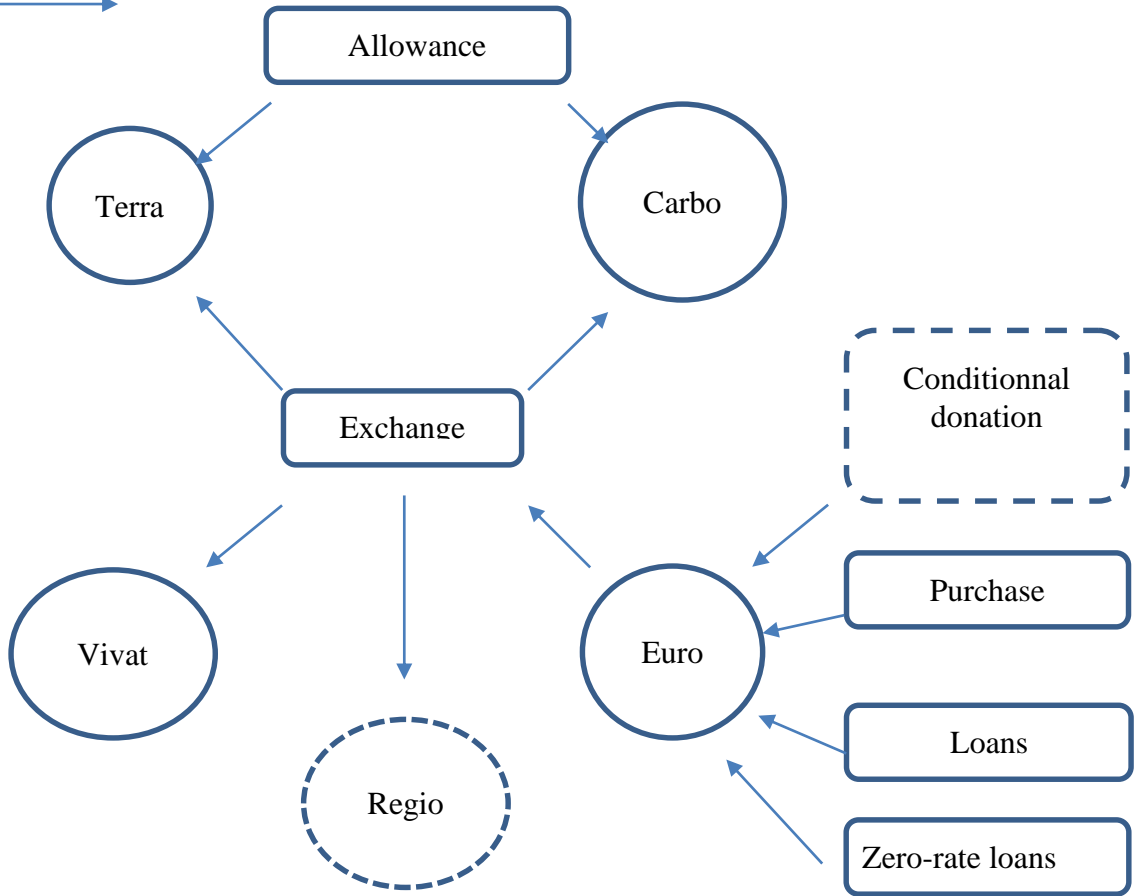 Allowance
Terra
Carbo
Conditionnal
donation
Exchange
Purchase
Vivat
Euro
Loans
Regio
Zero-rate loans